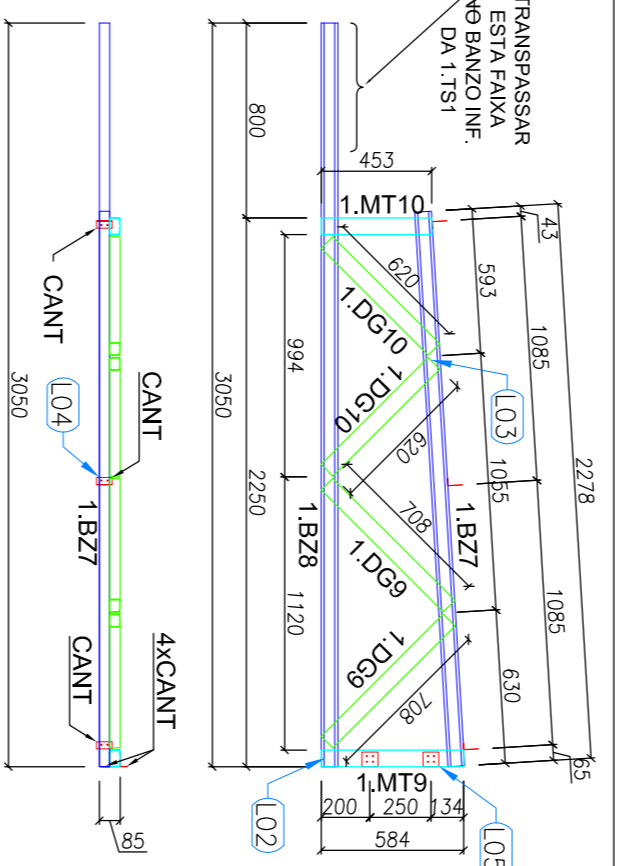 TRANSPASSAR
ESTA FAIXA
NO BANZO INF.
DA 1.TS1
800
453
1.MT10
43
593
1085
2278
620
1.DG10
1.DG10
620
L03
994
3050
2250
1055
708
1.BZ7
1.BZ8
1.DG9
1.DG9
708
1120
1085
630
65
1.MT9
200
250
134
584
L02
L05
CANT
L04
CANT
1.BZ7
CANT
4xCANT
3050
85